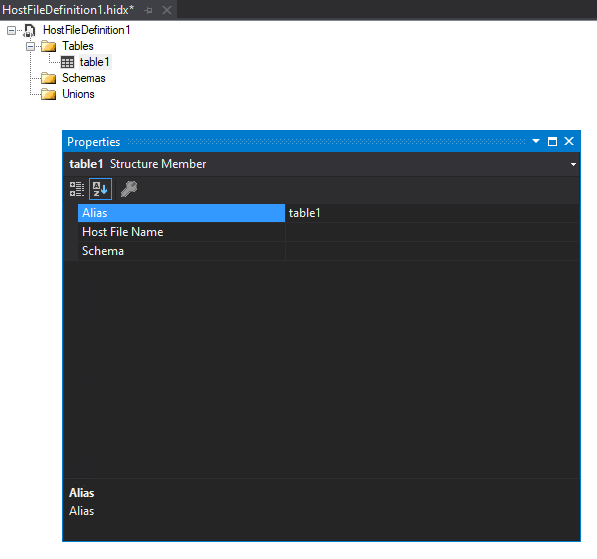 HostFileDefinition1.hidx*
HostFileDefinition1
Tables
table1
Schemas
Unions
Properties
table1 Structure Member
Alias table1
Host File Name
Schema
Alias
Alias